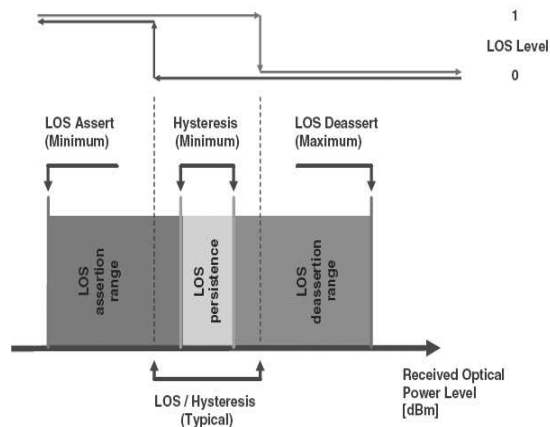 1
LOS Level
0
LOS Assert
(Minimum)
Hysteresis
(Minimum)
LOS Deassert
(Maximum)
LOS
assertion
range
LOS
persistence
LOS
deassertion
range
Received Optical
Power Level
[dBm]
LOS / Hysteresis
(Typical)